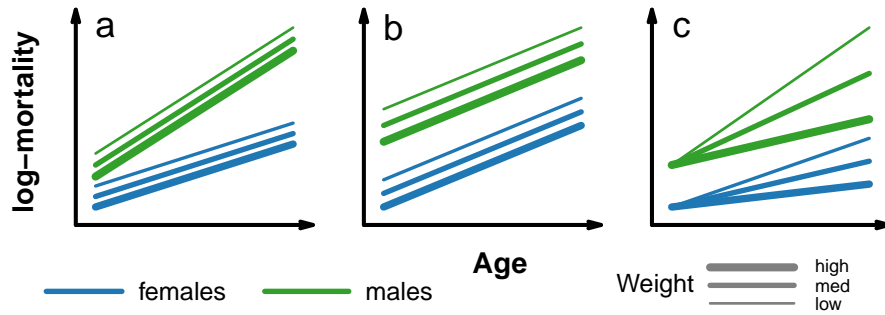 a
b
c
log–mortality
Age
females
males
Weight
high
med
low